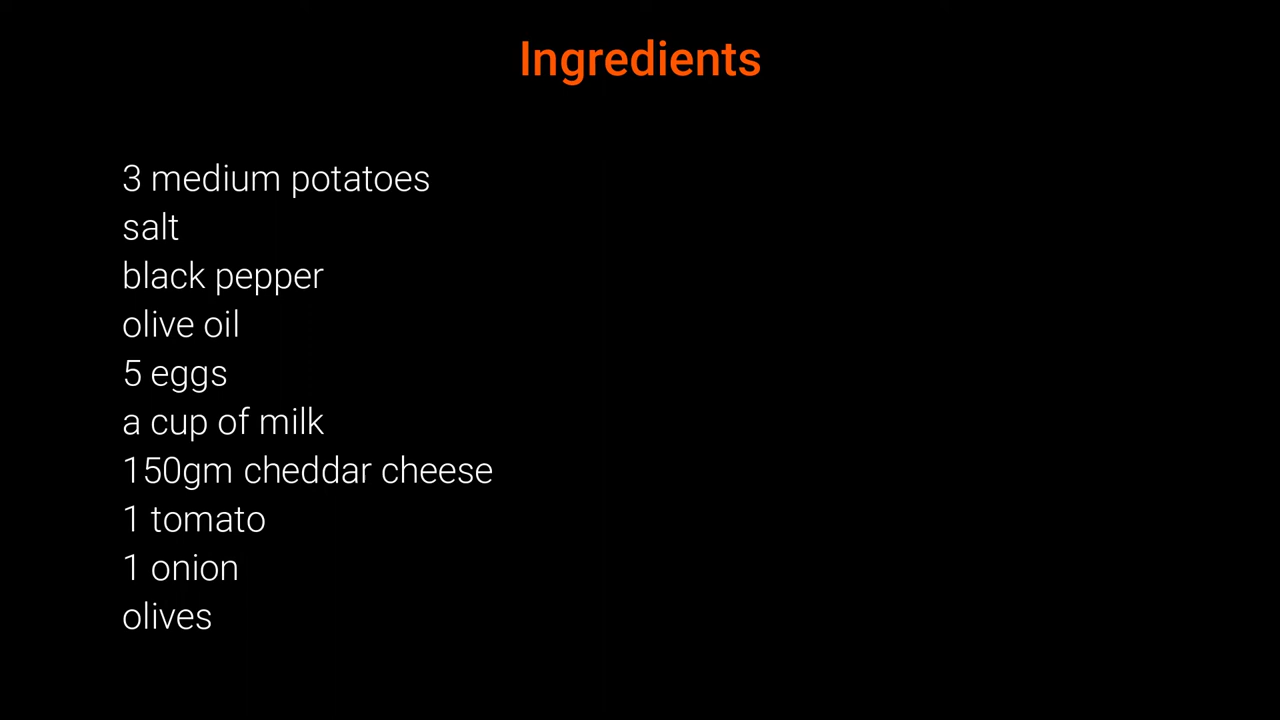 Ingredients
3 medium potatoes
salt
black pepper
olive oil
5 eggs
a cup of milk
150gm cheddar cheese
1 tomato
1 onion
olives